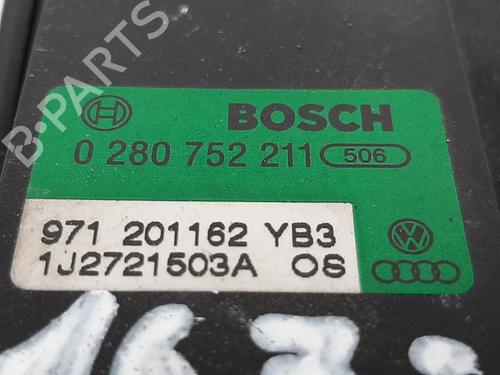 BOSCH
0 280 752 211 506
971 201162 YB3
1J2721503A OS
B-PARTS